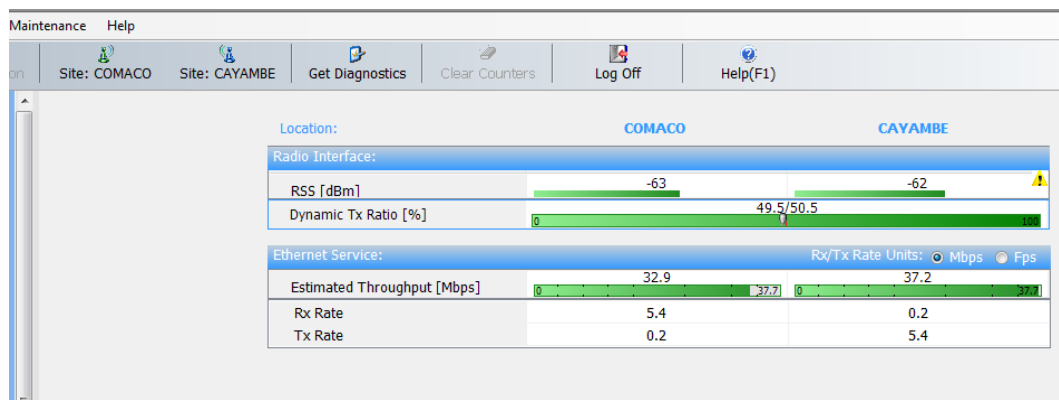 Maintenance Help
on Site: COMACO Site: CAYAMBE Get Diagnostics Clear Counters Log Off Help(F1)
Location: COMACO CAYAMBE
Radio Interface:
RSS [dBm] -63 -62
Dynamic Tx Ratio [%] 49.5/50.5
0 100
Ethernet Service: Rx/Tx Rate Units: Mbps Fps
Estimated Throughput [Mbps] 32.9 37.2
0 37.7 0 37.7
Rx Rate 5.4 0.2
Tx Rate 0.2 5.4